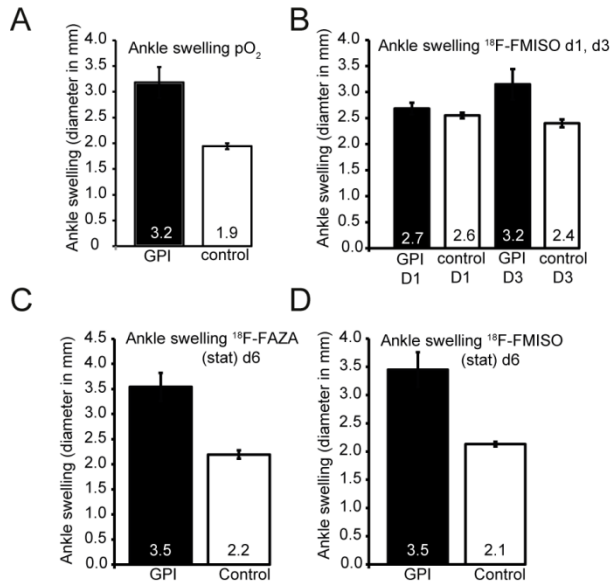 A
Ankle swelling pO2
Ankle swelling (diameter in mm)
4.0
3.5
3.0
2.5
2.0
1.5
1.0
0.5
0
3.2
1.9
GPI
control
B
Ankle swelling 18F-FMISO d1, d3
Ankle swelling (diamter in mm)
4.0
3.5
3.0
2.5
2.0
1.5
1.0
0.5
0.0
2.7
2.6
3.2
2.4
GPI control GPI control
D1 D1 D3 D3
C
Ankle swelling 18F-FAZA
(stat) d6
Ankle swelling (diameter in mm)
4.5
4.0
3.5
3.0
2.5
2.0
1.5
1.0
0.5
0.0
3.5
2.2
GPI
Control
D
Ankle swelling 18F-FMISO
(stat) d6
Ankle swelling (diameter in mm)
4.0
3.5
3.0
2.5
2.0
1.5
1.0
0.5
0.0
3.5
2.1
GPI
Control